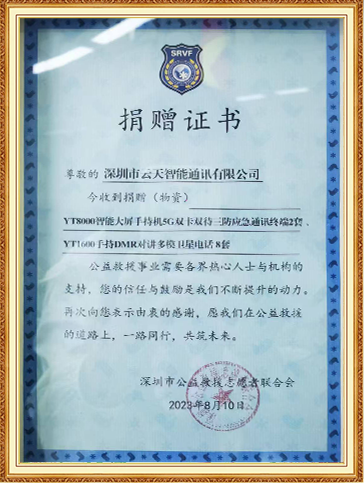 SRVF
捐赠证书
尊敬的 深圳市云天智能通讯有限公司
今收到捐赠（物资）
YT8000智能大屏手持机5G双卡双待三防应急通讯终端2套、
YT1600手持DMR对讲多模卫星电话 8套
公益救援事业需要各界热心人士与机构的
支持，您的信任与鼓励是我们不断提升的动力。
再次向您表示由衷的感谢，愿我们在公益救援
的道路上，一路同行，共筑未来。
深圳市公益救援志愿者联合会
2023年8月10日